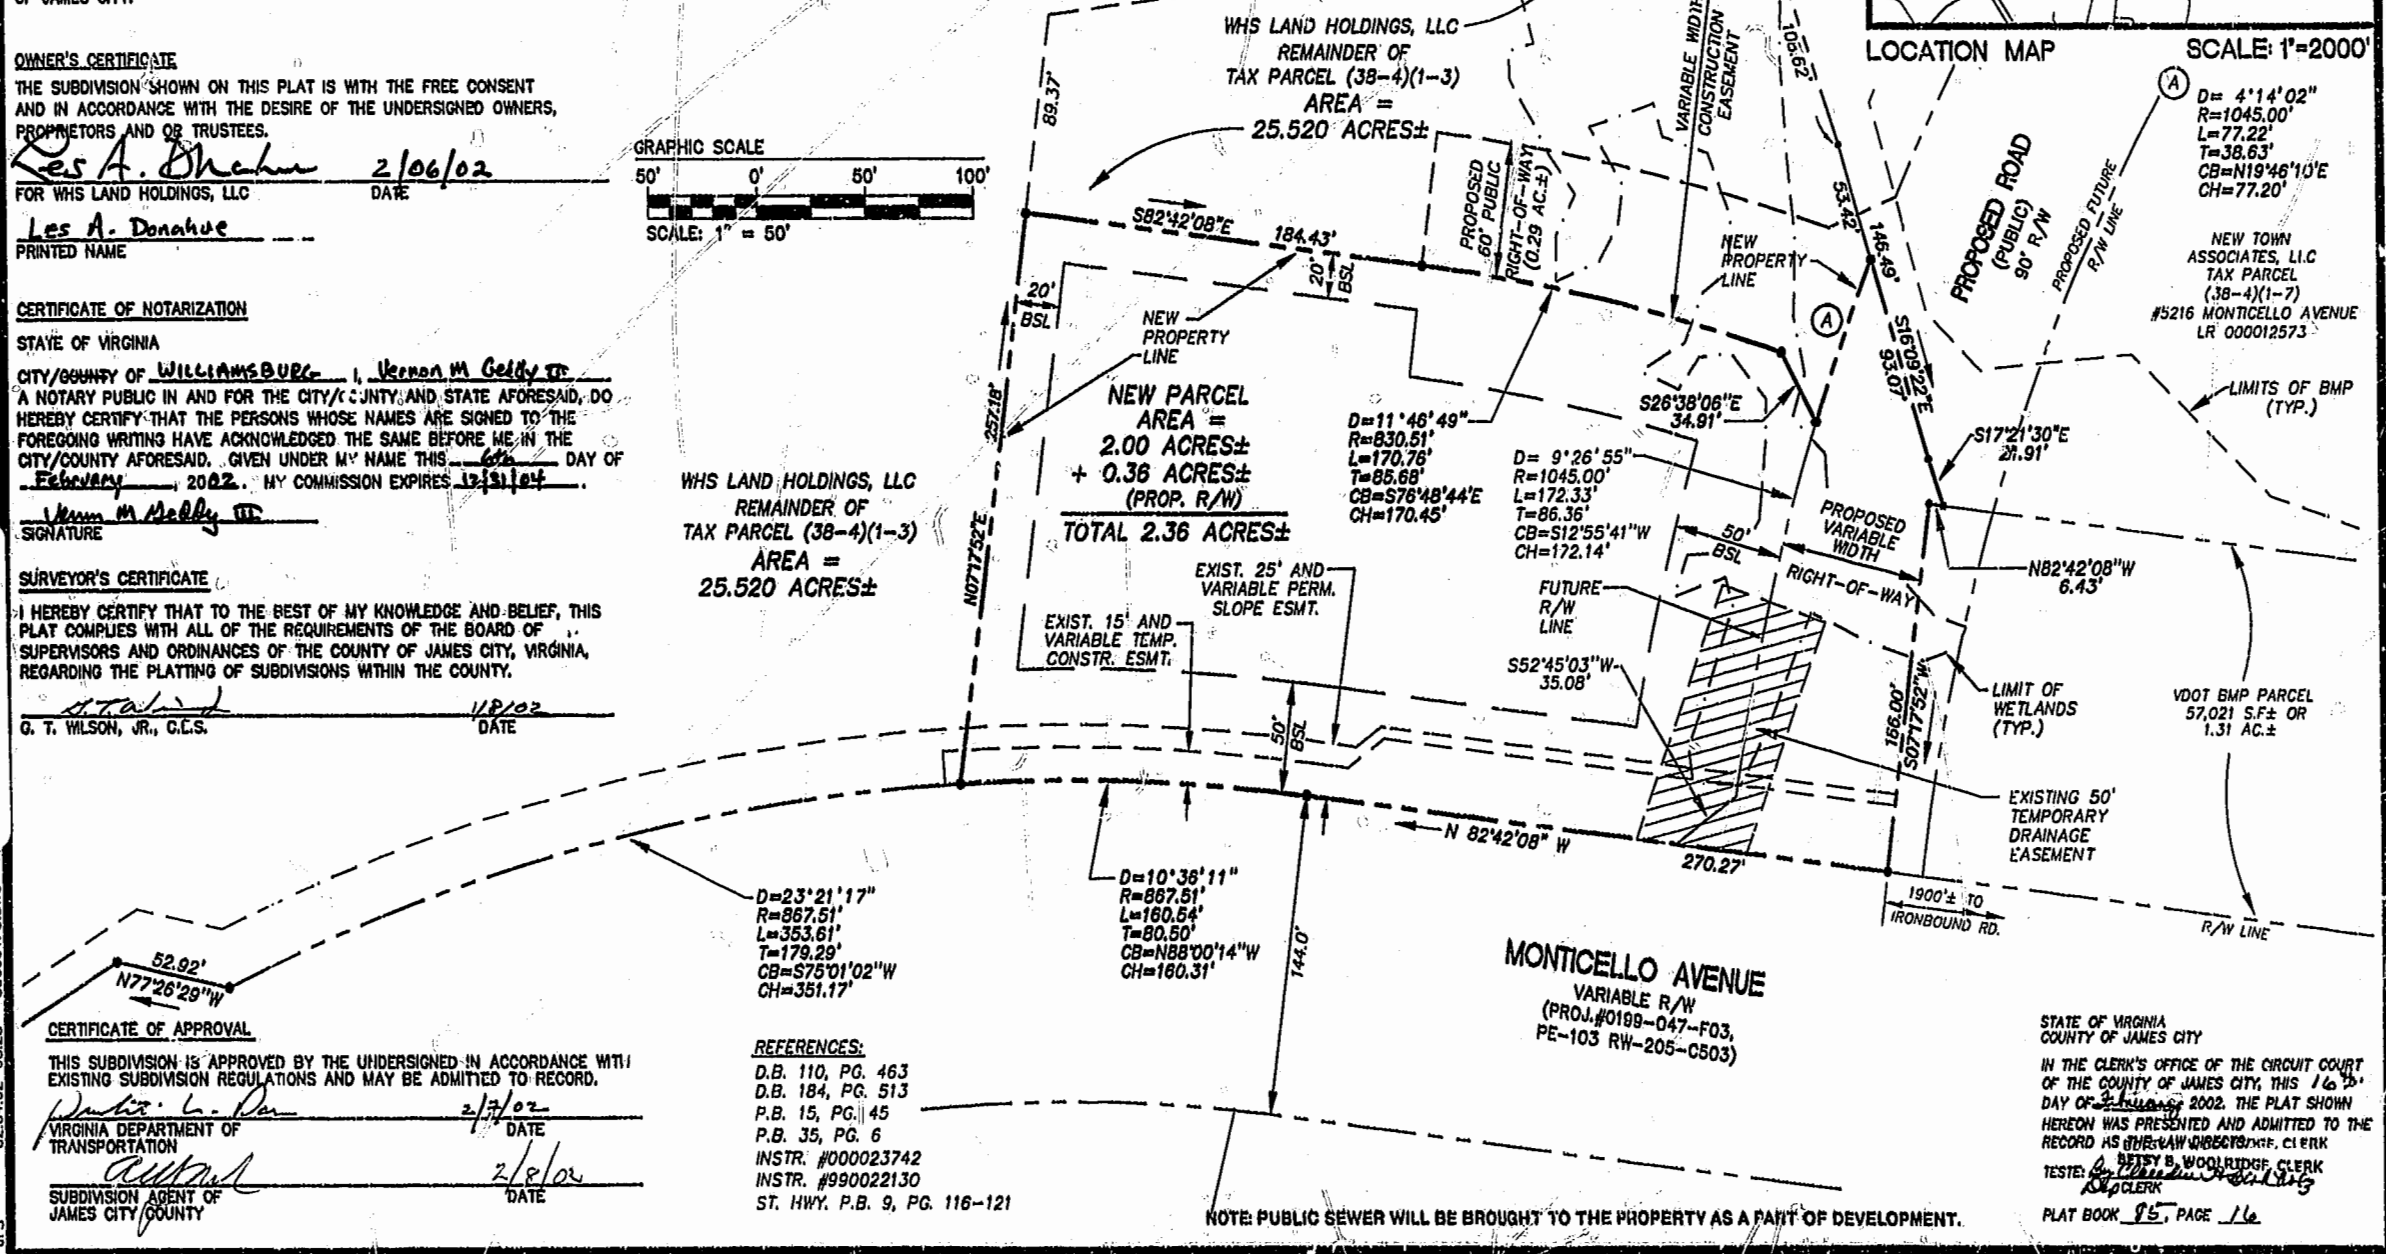 OF JAMES CITY.
OWNER'S CERTIFICATE
THE SUBDIVISION SHOWN ON THIS PLAT IS WITH THE FREE CONSENT
AND IN ACCORDANCE WITH THE DESIRE OF THE UNDERSIGNED OWNERS,
PROPRIETORS AND OR TRUSTEES.
2/06/02
FOR WHS LAND HOLDINGS, LLC DATE
Les A. Donahue
PRINTED NAME
CERTIFICATE OF NOTARIZATION
STATE OF VIRGINIA
CITY/COUNTY OF WILLIAMSBURG I, Vernon M Geddy III
A NOTARY PUBLIC IN AND FOR THE CITY/COUNTY AND STATE AFORESAID, DO
HEREBY CERTIFY THAT THE PERSONS WHOSE NAMES ARE SIGNED TO THE
FOREGOING WRITING HAVE ACKNOWLEDGED THE SAME BEFORE ME IN THE
CITY/COUNTY AFORESAID. GIVEN UNDER MY NAME THIS 6th DAY OF
February, 2002. MY COMMISSION EXPIRES 12/31/04.
Vernon M Geddy III
SIGNATURE
SURVEYOR'S CERTIFICATE
I HEREBY CERTIFY THAT TO THE BEST OF MY KNOWLEDGE AND BELIEF, THIS
PLAT COMPLIES WITH ALL OF THE REQUIREMENTS OF THE BOARD OF
SUPERVISORS AND ORDINANCES OF THE COUNTY OF JAMES CITY, VIRGINIA,
REGARDING THE PLATTING OF SUBDIVISIONS WITHIN THE COUNTY.
1/8/02
G. T. WILSON, JR., C.L.S. DATE
GRAPHIC SCALE
50' 0' 50' 100'
SCALE: 1" = 50'
WHS LAND HOLDINGS, LLC
REMAINDER OF
TAX PARCEL (38-4)(1-3)
AREA =
25.520 ACRES±
89.37'
S82°42'08"E
184.43'
20'
BSL
20'
BSL
PROPOSED
60' PUBLIC
RIGHT-OF-WAY
(0.29 AC.±)
VARIABLE WIDTH
CONSTRUCTION
EASEMENT
106.62'
53.42'
146.49'
NEW
PROPERTY
LINE
A
LOCATION MAP SCALE: 1"=2000'
A
D= 4°14'02"
R=1045.00'
L=77.22'
T=38.63'
CB=N19°46'10"E
CH=77.20'
PROPOSED ROAD
(PUBLIC)
90' R/W
PROPOSED FUTURE
R/W LINE
NEW TOWN
ASSOCIATES, LLC
TAX PARCEL
(38-4)(1-7)
#5216 MONTICELLO AVENUE
LR 000012573
LIMITS OF BMP
(TYP.)
S16°09'22"E
93.07'
S17°21'30"E
21.91'
N82°42'08"W
6.43'
NEW
PROPERTY
LINE
257.18'
N07°17'52"E
NEW PARCEL
AREA =
2.00 ACRES±
+ 0.36 ACRES±
(PROP. R/W)
TOTAL 2.36 ACRES±
WHS LAND HOLDINGS, LLC
REMAINDER OF
TAX PARCEL (38-4)(1-3)
AREA =
25.520 ACRES±
D=11°46'49"
R=830.51'
L=170.76'
T=85.68'
CB=S76°48'44"E
CH=170.45'
S26°38'06"E
34.91'
D= 9°26'55"
R=1045.00'
L=172.33'
T=86.36'
CB=S12°55'41"W
CH=172.14'
50'
BSL
PROPOSED
VARIABLE
WIDTH
RIGHT-OF-WAY
FUTURE
R/W
LINE
S52°45'03"W
35.08'
EXIST. 25' AND
VARIABLE PERM.
SLOPE ESMT.
EXIST. 15' AND
VARIABLE TEMP.
CONSTR. ESMT.
50'
BSL
166.00'
S07°17'52"W
LIMIT OF
WETLANDS
(TYP.)
VDOT BMP PARCEL
57,021 S.F.± OR
1.31 AC.±
EXISTING 50'
TEMPORARY
DRAINAGE
EASEMENT
N 82°42'08" W
270.27'
1900'± TO
IRONBOUND RD.
R/W LINE
D=23°21'17"
R=867.51'
L=353.61'
T=179.29'
CB=S75°01'02"W
CH=351.17'
D=10°36'11"
R=867.51'
L=160.54'
T=80.50'
CB=N88°00'14"W
CH=160.31'
144.0'
52.92'
N77°26'29"W
MONTICELLO AVENUE
VARIABLE R/W
(PROJ.#0199-047-F03,
PE-103 RW-205-C503)
CERTIFICATE OF APPROVAL
THIS SUBDIVISION IS APPROVED BY THE UNDERSIGNED IN ACCORDANCE WITH
EXISTING SUBDIVISION REGULATIONS AND MAY BE ADMITTED TO RECORD.
2/7/02
VIRGINIA DEPARTMENT OF DATE
TRANSPORTATION
2/8/02
SUBDIVISION AGENT OF DATE
JAMES CITY COUNTY
REFERENCES:
D.B. 110, PG. 463
D.B. 184, PG. 513
P.B. 15, PG. 45
P.B. 35, PG. 6
INSTR. #000023742
INSTR. #990022130
ST. HWY. P.B. 9, PG. 116-121
NOTE: PUBLIC SEWER WILL BE BROUGHT TO THE PROPERTY AS A PART OF DEVELOPMENT.
STATE OF VIRGINIA
COUNTY OF JAMES CITY
IN THE CLERK'S OFFICE OF THE CIRCUIT COURT
OF THE COUNTY OF JAMES CITY, THIS 16th
DAY OF February 2002. THE PLAT SHOWN
HEREON WAS PRESENTED AND ADMITTED TO THE
RECORD AS THE LAW DIRECTS. CLERK
BETSY B. WOOLRIDGE, CLERK
TESTE: By
Dep CLERK
PLAT BOOK 85, PAGE 16